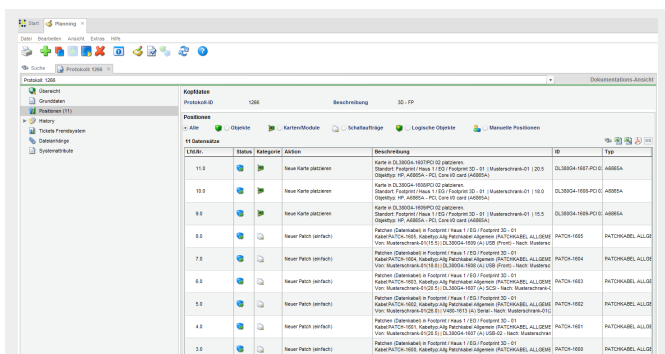 Start
Planning
Datei Bearbeiten Ansicht Extras Hilfe
Suche
Protokoll: 1266
Protokoll: 1266
Dokumentations-Ansicht
Übersicht
Grunddaten
Positionen (11)
History
Tickets Fremdsystem
Dateianhänge
Systemattribute
Kopfdaten
Protokoll-ID 1266 Beschreibung 3D - FP
Positionen
Alle Objekte Karten/Module Schaltaufträge Logische Objekte Manuelle Positionen
11 Datensätze
Lfd.Nr. Status Kategorie Aktion Beschreibung ID Typ
Karte in DL380G4-1607/PCI 02 platzieren.
11.0 Neue Karte platzieren Standort: Footprint / Haus 1 / EG / Footprint 3D - 01 | Musterschrank-01 | 20.5 DL380G4-1607-PCI 02 A6865A
Objekttyp: HP, A6865A - PCI, Core I/O card (A6865A)
Karte in DL380G4-1608/PCI 02 platzieren.
10.0 Neue Karte platzieren Standort: Footprint / Haus 1 / EG / Footprint 3D - 01 | Musterschrank-01 | 18.0 DL380G4-1608-PCI 02 A6865A
Objekttyp: HP, A6865A - PCI, Core I/O card (A6865A)
Karte in DL380G4-1609/PCI 02 platzieren.
9.0 Neue Karte platzieren Standort: Footprint / Haus 1 / EG / Footprint 3D - 01 | Musterschrank-01 | 15.5 DL380G4-1609-PCI 02 A6865A
Objekttyp: HP, A6865A - PCI, Core I/O card (A6865A)
Patchen (Datenkabel) in Footprint / Haus 1 / EG / Footprint 3D - 01
8.0 Neuer Patch (einfach) Kabel:PATCH-1605, Kabeltyp:Allg Patchkabel Allgemein (PATCHKABEL ALLGEME PATCH-1605 PATCHKABEL ALLGE
Von: Musterschrank-01(15.5) | DL380G4-1609 (A) USB (Front) - Nach: Mustersc
Patchen (Datenkabel) in Footprint / Haus 1 / EG / Footprint 3D - 01
7.0 Neuer Patch (einfach) Kabel:PATCH-1604, Kabeltyp:Allg Patchkabel Allgemein (PATCHKABEL ALLGEME PATCH-1604 PATCHKABEL ALLGE
Von: Musterschrank-01(18.0) | DL380G4-1608 (A) USB (Front) - Nach: Mustersc
Patchen (Datenkabel) in Footprint / Haus 1 / EG / Footprint 3D - 01
6.0 Neuer Patch (einfach) Kabel:PATCH-1603, Kabeltyp:Allg Patchkabel Allgemein (PATCHKABEL ALLGEME PATCH-1603 PATCHKABEL ALLGE
Von: Musterschrank-01(20.5) | DL380G4-1607 (A) SCSI - Nach: Musterschrank-0
Patchen (Datenkabel) in Footprint / Haus 1 / EG / Footprint 3D - 01
5.0 Neuer Patch (einfach) Kabel:PATCH-1602, Kabeltyp:Allg Patchkabel Allgemein (PATCHKABEL ALLGEME PATCH-1602 PATCHKABEL ALLGE
Von: Musterschrank-01(26.0) | V480-1613 (A) Serial - Nach: Musterschrank-01(2
Patchen (Datenkabel) in Footprint / Haus 1 / EG / Footprint 3D - 01
4.0 Neuer Patch (einfach) Kabel:PATCH-1601, Kabeltyp:Allg Patchkabel Allgemein (PATCHKABEL ALLGEME PATCH-1601 PATCHKABEL ALLGE
Von: Musterschrank-01(20.5) | DL380G4-1607 (A) USB-02 - Nach: Musterschran
Patchen (Datenkabel) in Footprint / Haus 1 / EG / Footprint 3D - 01
3.0 Neuer Patch (einfach) Kabel:PATCH-1600, Kabeltyp:Allg Patchkabel Allgemein (PATCHKABEL ALLGEME PATCH-1600 PATCHKABEL ALLGE